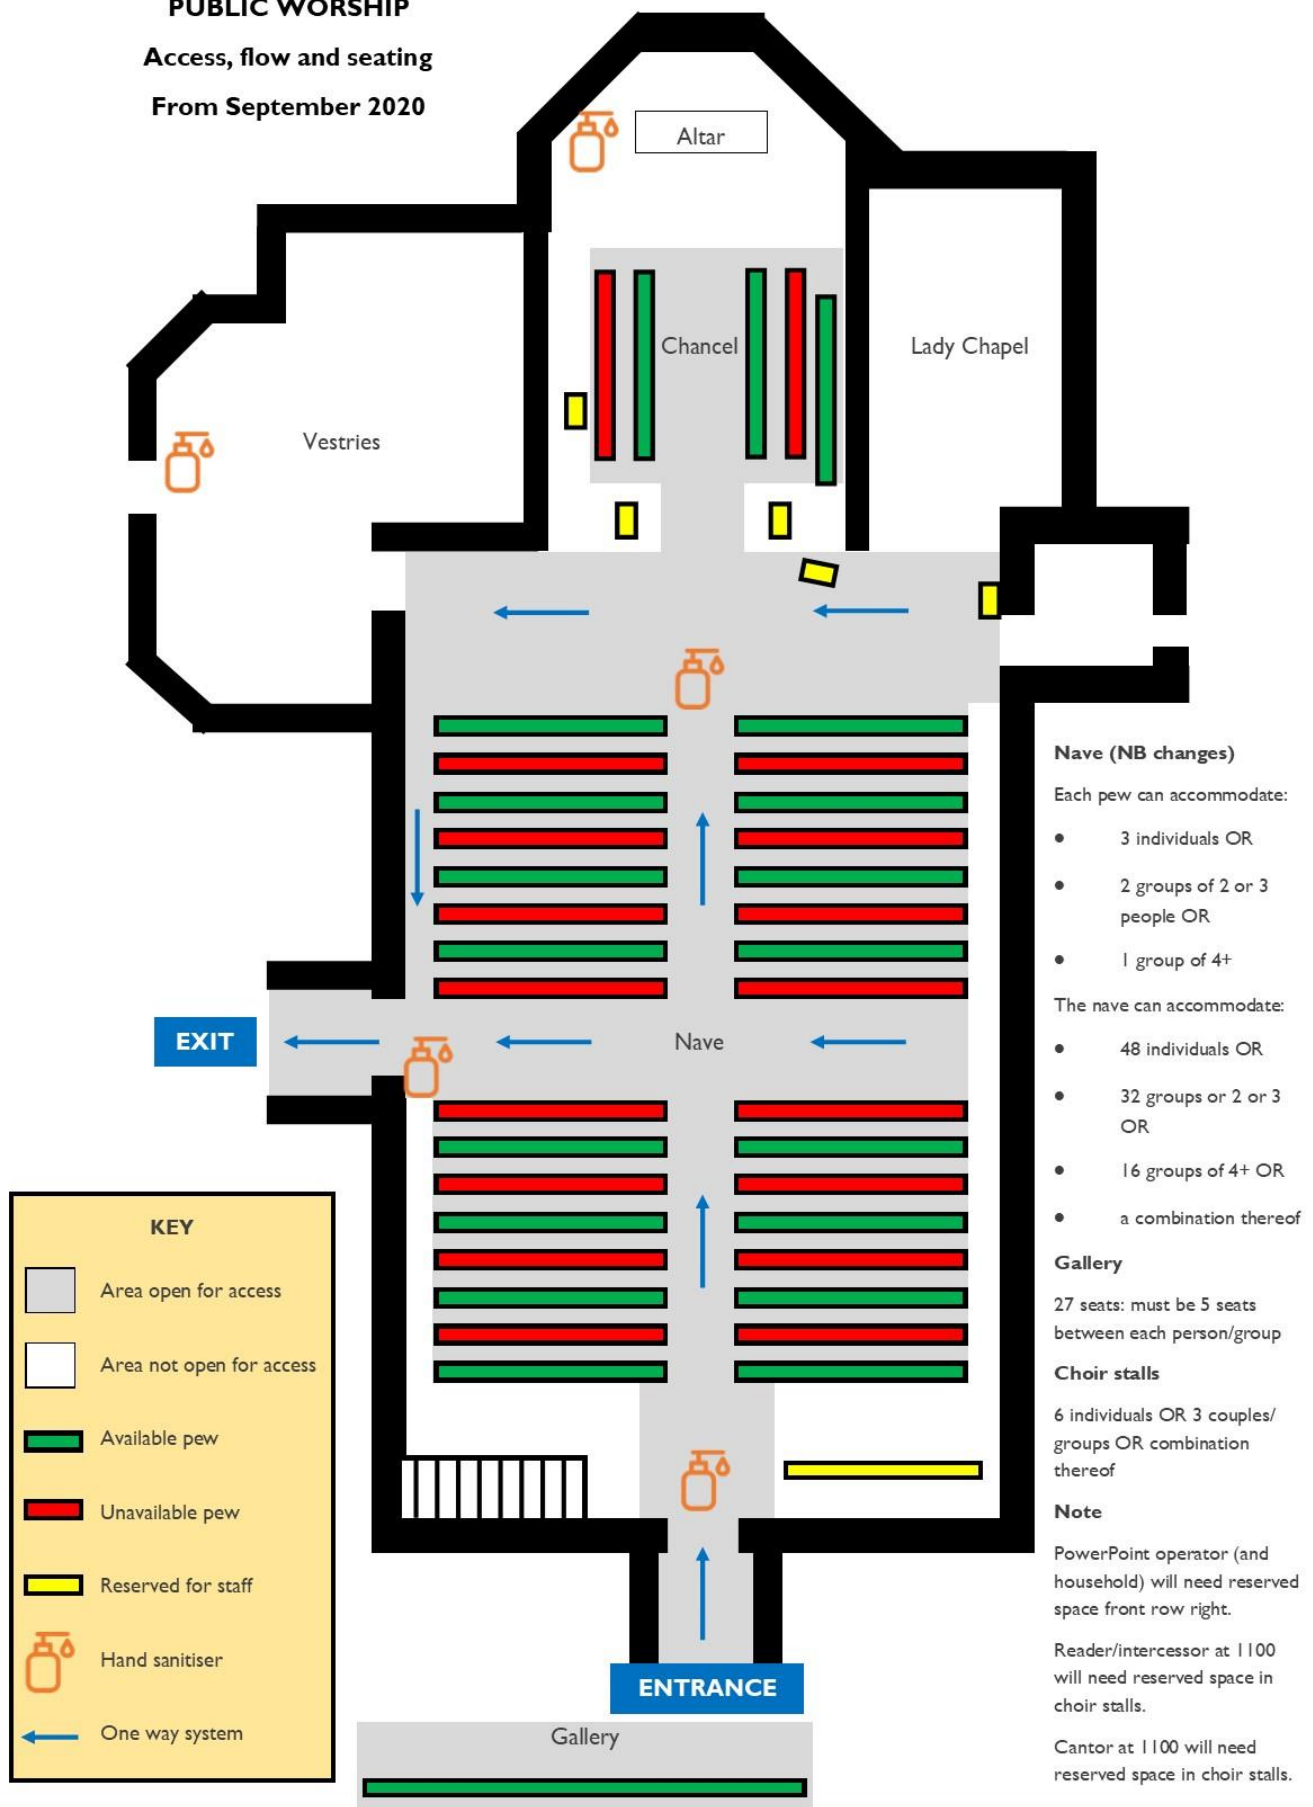 PUBLIC WORSHIP
Access, flow and seating
From September 2020
Altar
Chancel
Lady Chapel
Vestries
Nave
EXIT
ENTRANCE
Gallery
KEY
Area open for access
Area not open for access
Available pew
Unavailable pew
Reserved for staff
Hand sanitiser
One way system
Nave (NB changes)
Each pew can accommodate:
• 3 individuals OR
• 2 groups of 2 or 3
people OR
• 1 group of 4+
The nave can accommodate:
• 48 individuals OR
• 32 groups or 2 or 3
OR
• 16 groups of 4+ OR
• a combination thereof
Gallery
27 seats: must be 5 seats
between each person/group
Choir stalls
6 individuals OR 3 couples/
groups OR combination
thereof
Note
PowerPoint operator (and
household) will need reserved
space front row right.
Reader/intercessor at 1100
will need reserved space in
choir stalls.
Cantor at 1100 will need
reserved space in choir stalls.